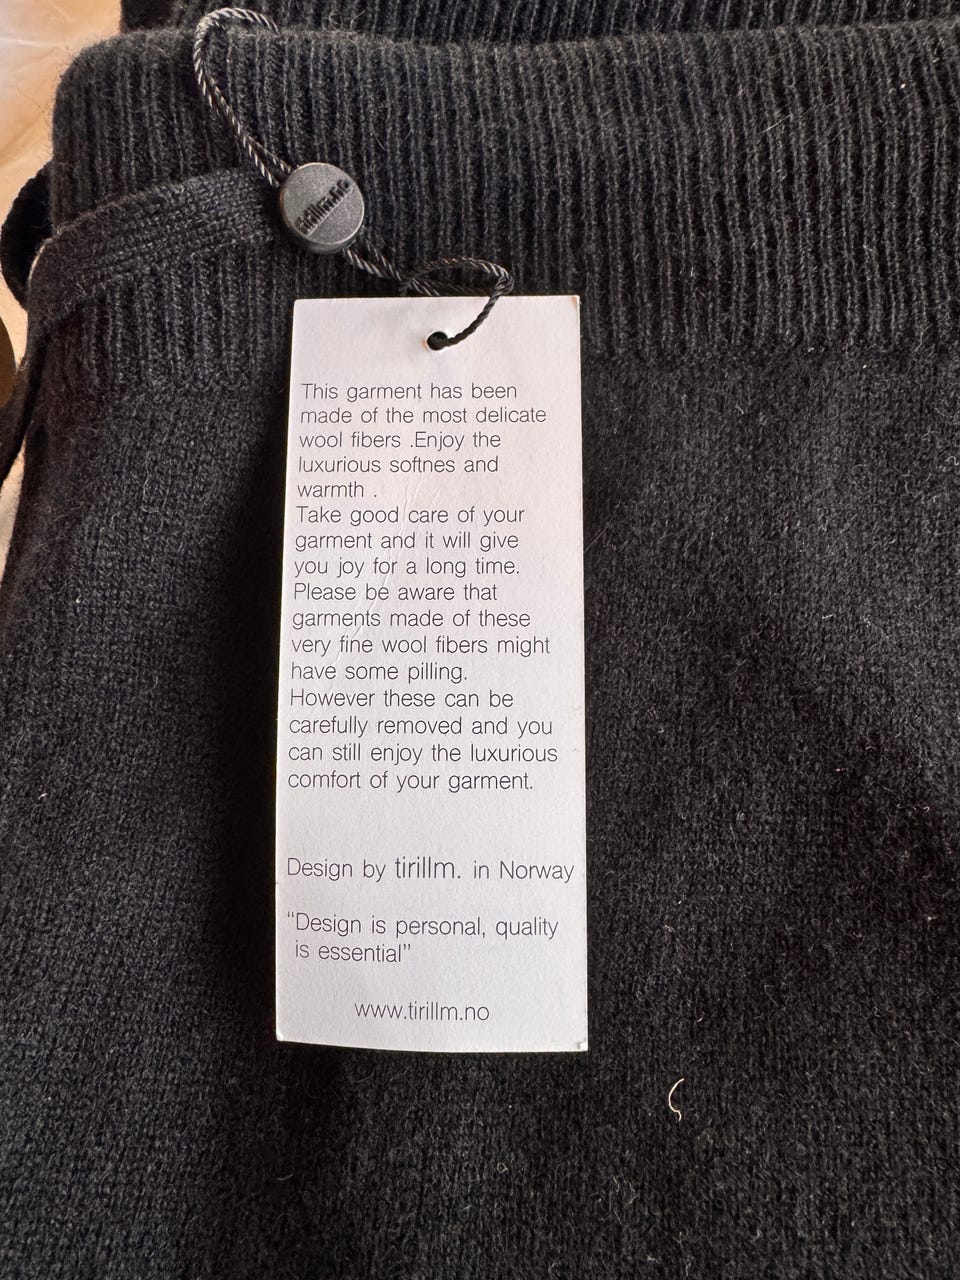 This garment has been
made of the most delicate
wool fibers .Enjoy the
luxurious softnes and
warmth .
Take good care of your
garment and it will give
you joy for a long time.
Please be aware that
garments made of these
very fine wool fibers might
have some pilling.
However these can be
carefully removed and you
can still enjoy the luxurious
comfort of your garment.
Design by tirillm. in Norway
“Design is personal, quality
is essential”
www.tirillm.no